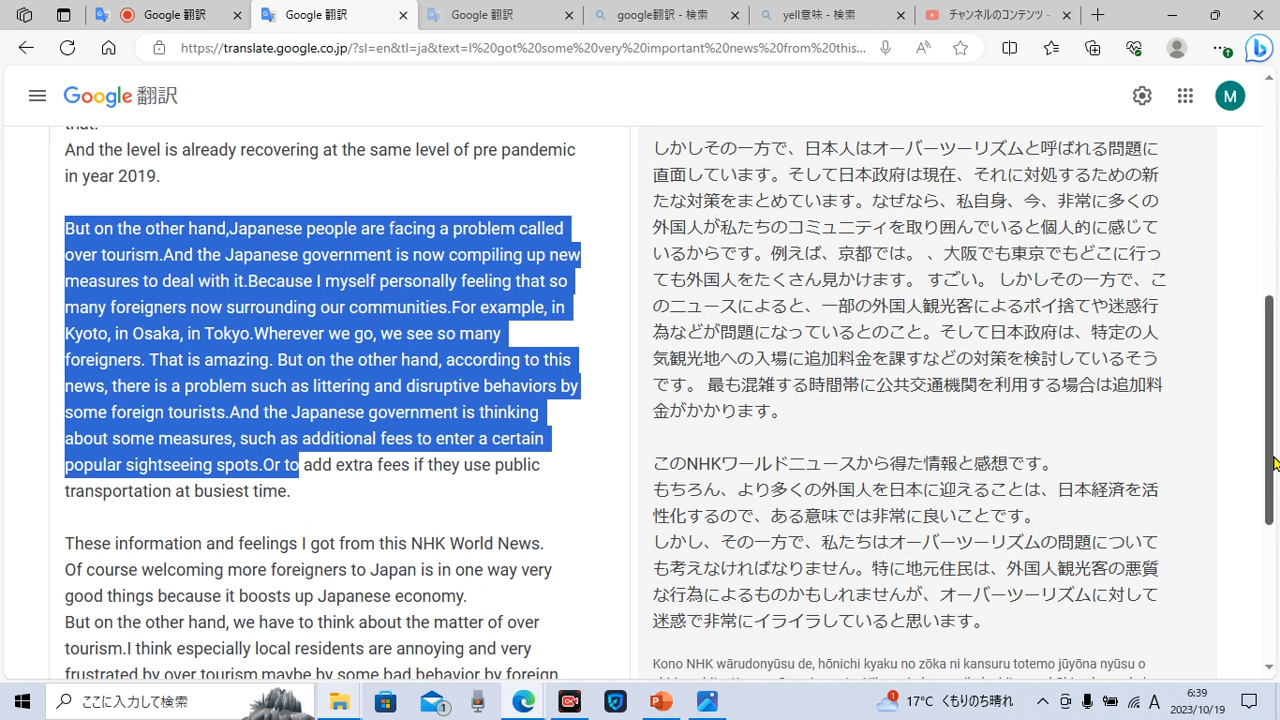 Google 翻訳
Google 翻訳
Google 翻訳
google翻訳 - 検索
yell意味 - 検索
チャンネルのコンテンツ -
https://translate.google.co.jp/?sl=en&tl=ja&text=I%20got%20some%20very%20important%20news%20from%20this...
Google 翻訳
M
that.
And the level is already recovering at the same level of pre pandemic
in year 2019.
But on the other hand,Japanese people are facing a problem called
over tourism.And the Japanese government is now compiling up new
measures to deal with it.Because I myself personally feeling that so
many foreigners now surrounding our communities.For example, in
Kyoto, in Osaka, in Tokyo.Wherever we go, we see so many
foreigners. That is amazing. But on the other hand, according to this
news, there is a problem such as littering and disruptive behaviors by
some foreign tourists.And the Japanese government is thinking
about some measures, such as additional fees to enter a certain
popular sightseeing spots.Or to add extra fees if they use public
transportation at busiest time.
These information and feelings I got from this NHK World News.
Of course welcoming more foreigners to Japan is in one way very
good things because it boosts up Japanese economy.
But on the other hand, we have to think about the matter of over
tourism.I think especially local residents are annoying and very
frustrated by over tourism maybe by some bad behavior by foreign
しかしその一方で、日本人はオーバーツーリズムと呼ばれる問題に
直面しています。そして日本政府は現在、それに対処するための新
たな対策をまとめています。なぜなら、私自身、今、非常に多くの
外国人が私たちのコミュニティを取り囲んでいると個人的に感じて
いるからです。例えば、京都では。 、大阪でも東京でもどこに行っ
ても外国人をたくさん見かけます。 すごい。 しかしその一方で、こ
のニュースによると、一部の外国人観光客によるポイ捨てや迷惑行
為などが問題になっているとのこと。そして日本政府は、特定の人
気観光地への入場に追加料金を課すなどの対策を検討しているそう
です。 最も混雑する時間帯に公共交通機関を利用する場合は追加料
金がかかります。
このNHKワールドニュースから得た情報と感想です。
もちろん、より多くの外国人を日本に迎えることは、日本経済を活
性化するので、ある意味では非常に良いことです。
しかし、その一方で、私たちはオーバーツーリズムの問題について
も考えなければなりません。特に地元住民は、外国人観光客の悪質
な行為によるものかもしれませんが、オーバーツーリズムに対して
迷惑で非常にイライラしていると思います。
Kono NHK wārudonyūsu de, hōnichi kyaku no zōka ni kansuru totemo jūyōna nyūsu o
ここに入力して検索
1
1
17°C くもりのち晴れ
A
6:39
2023/10/19